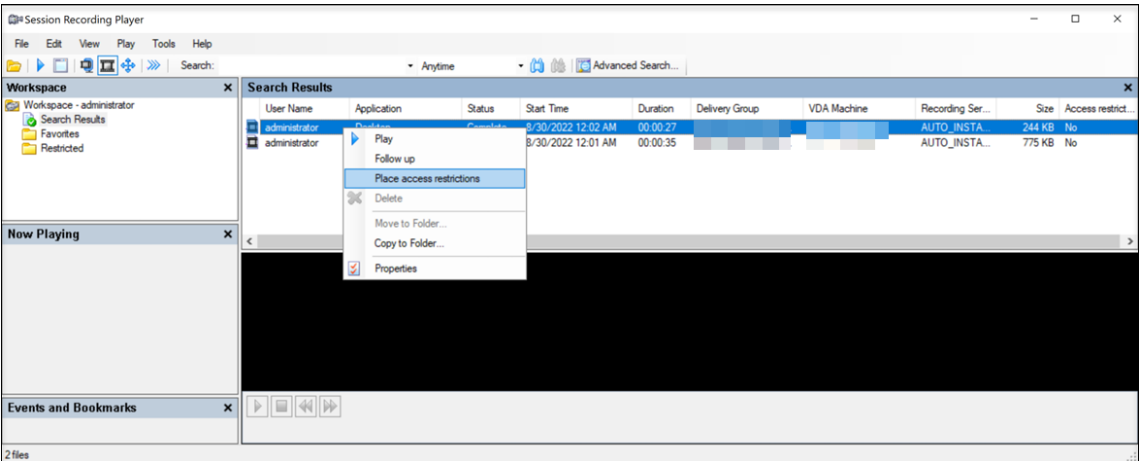 Session Recording Player
File Edit View Play Tools Help
Search: Anytime Advanced Search...
Workspace
Workspace - administrator
Search Results
Favorites
Restricted
Search Results
User Name Application Status Start Time Duration Delivery Group VDA Machine Recording Ser... Size Access restrict...
administrator Desktop Complete 8/30/2022 12:02 AM 00:00:27 AUTO_INSTA... 244 KB No
administrator 8/30/2022 12:01 AM 00:00:35 AUTO_INSTA... 775 KB No
Play
Follow up
Place access restrictions
Delete
Move to Folder...
Copy to Folder...
Properties
Now Playing
Events and Bookmarks
2 files